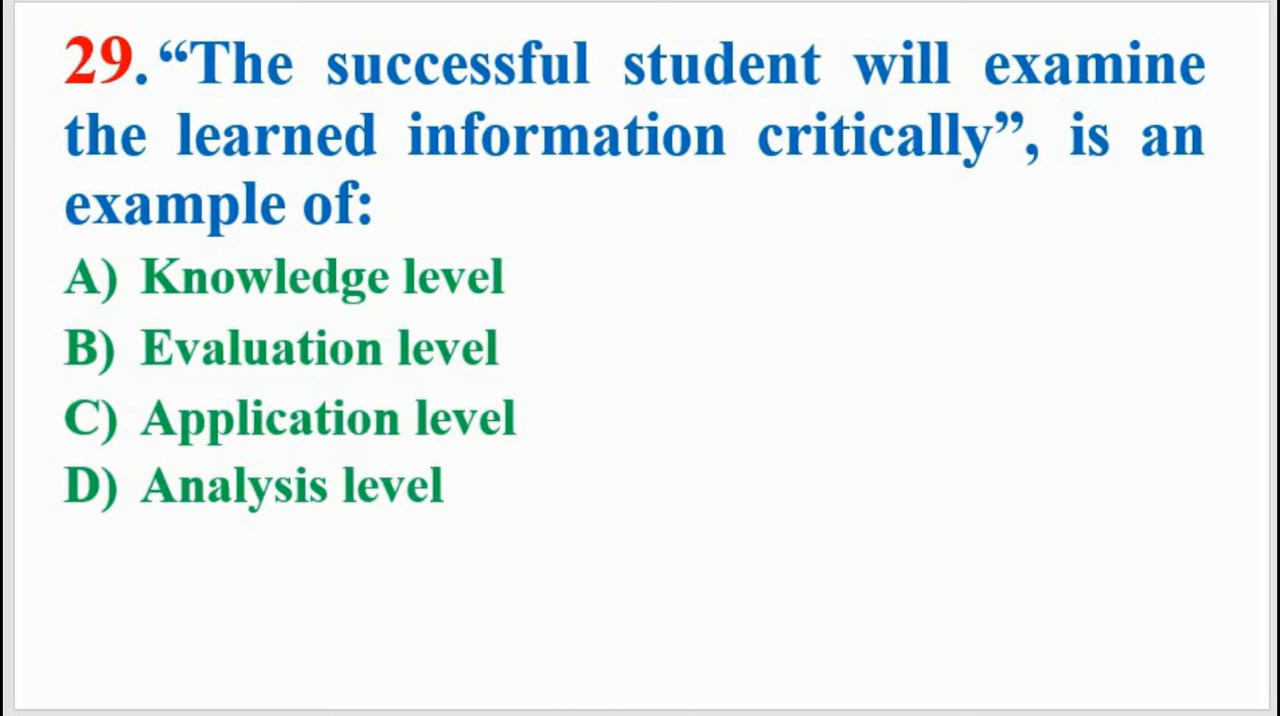 29. “The successful student will examine
the learned information critically”, is an
example of:
A) Knowledge level
B) Evaluation level
C) Application level
D) Analysis level